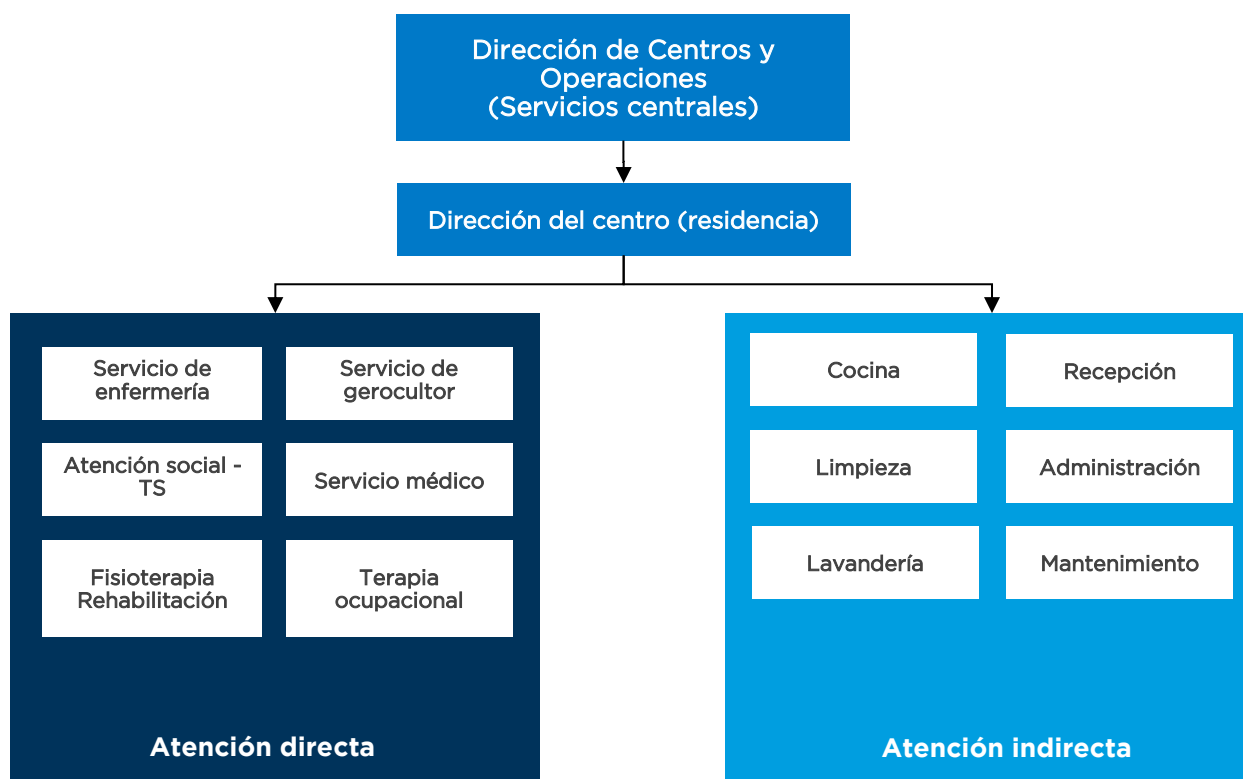 Dirección de Centros y
Operaciones
(Servicios centrales)
Dirección del centro (residencia)
Servicio de
enfermería
Servicio de
gerocultor
Atención social -
TS
Servicio médico
Fisioterapia
Rehabilitación
Terapia
ocupacional
Atención directa
Cocina
Recepción
Limpieza
Administración
Lavandería
Mantenimiento
Atención indirecta